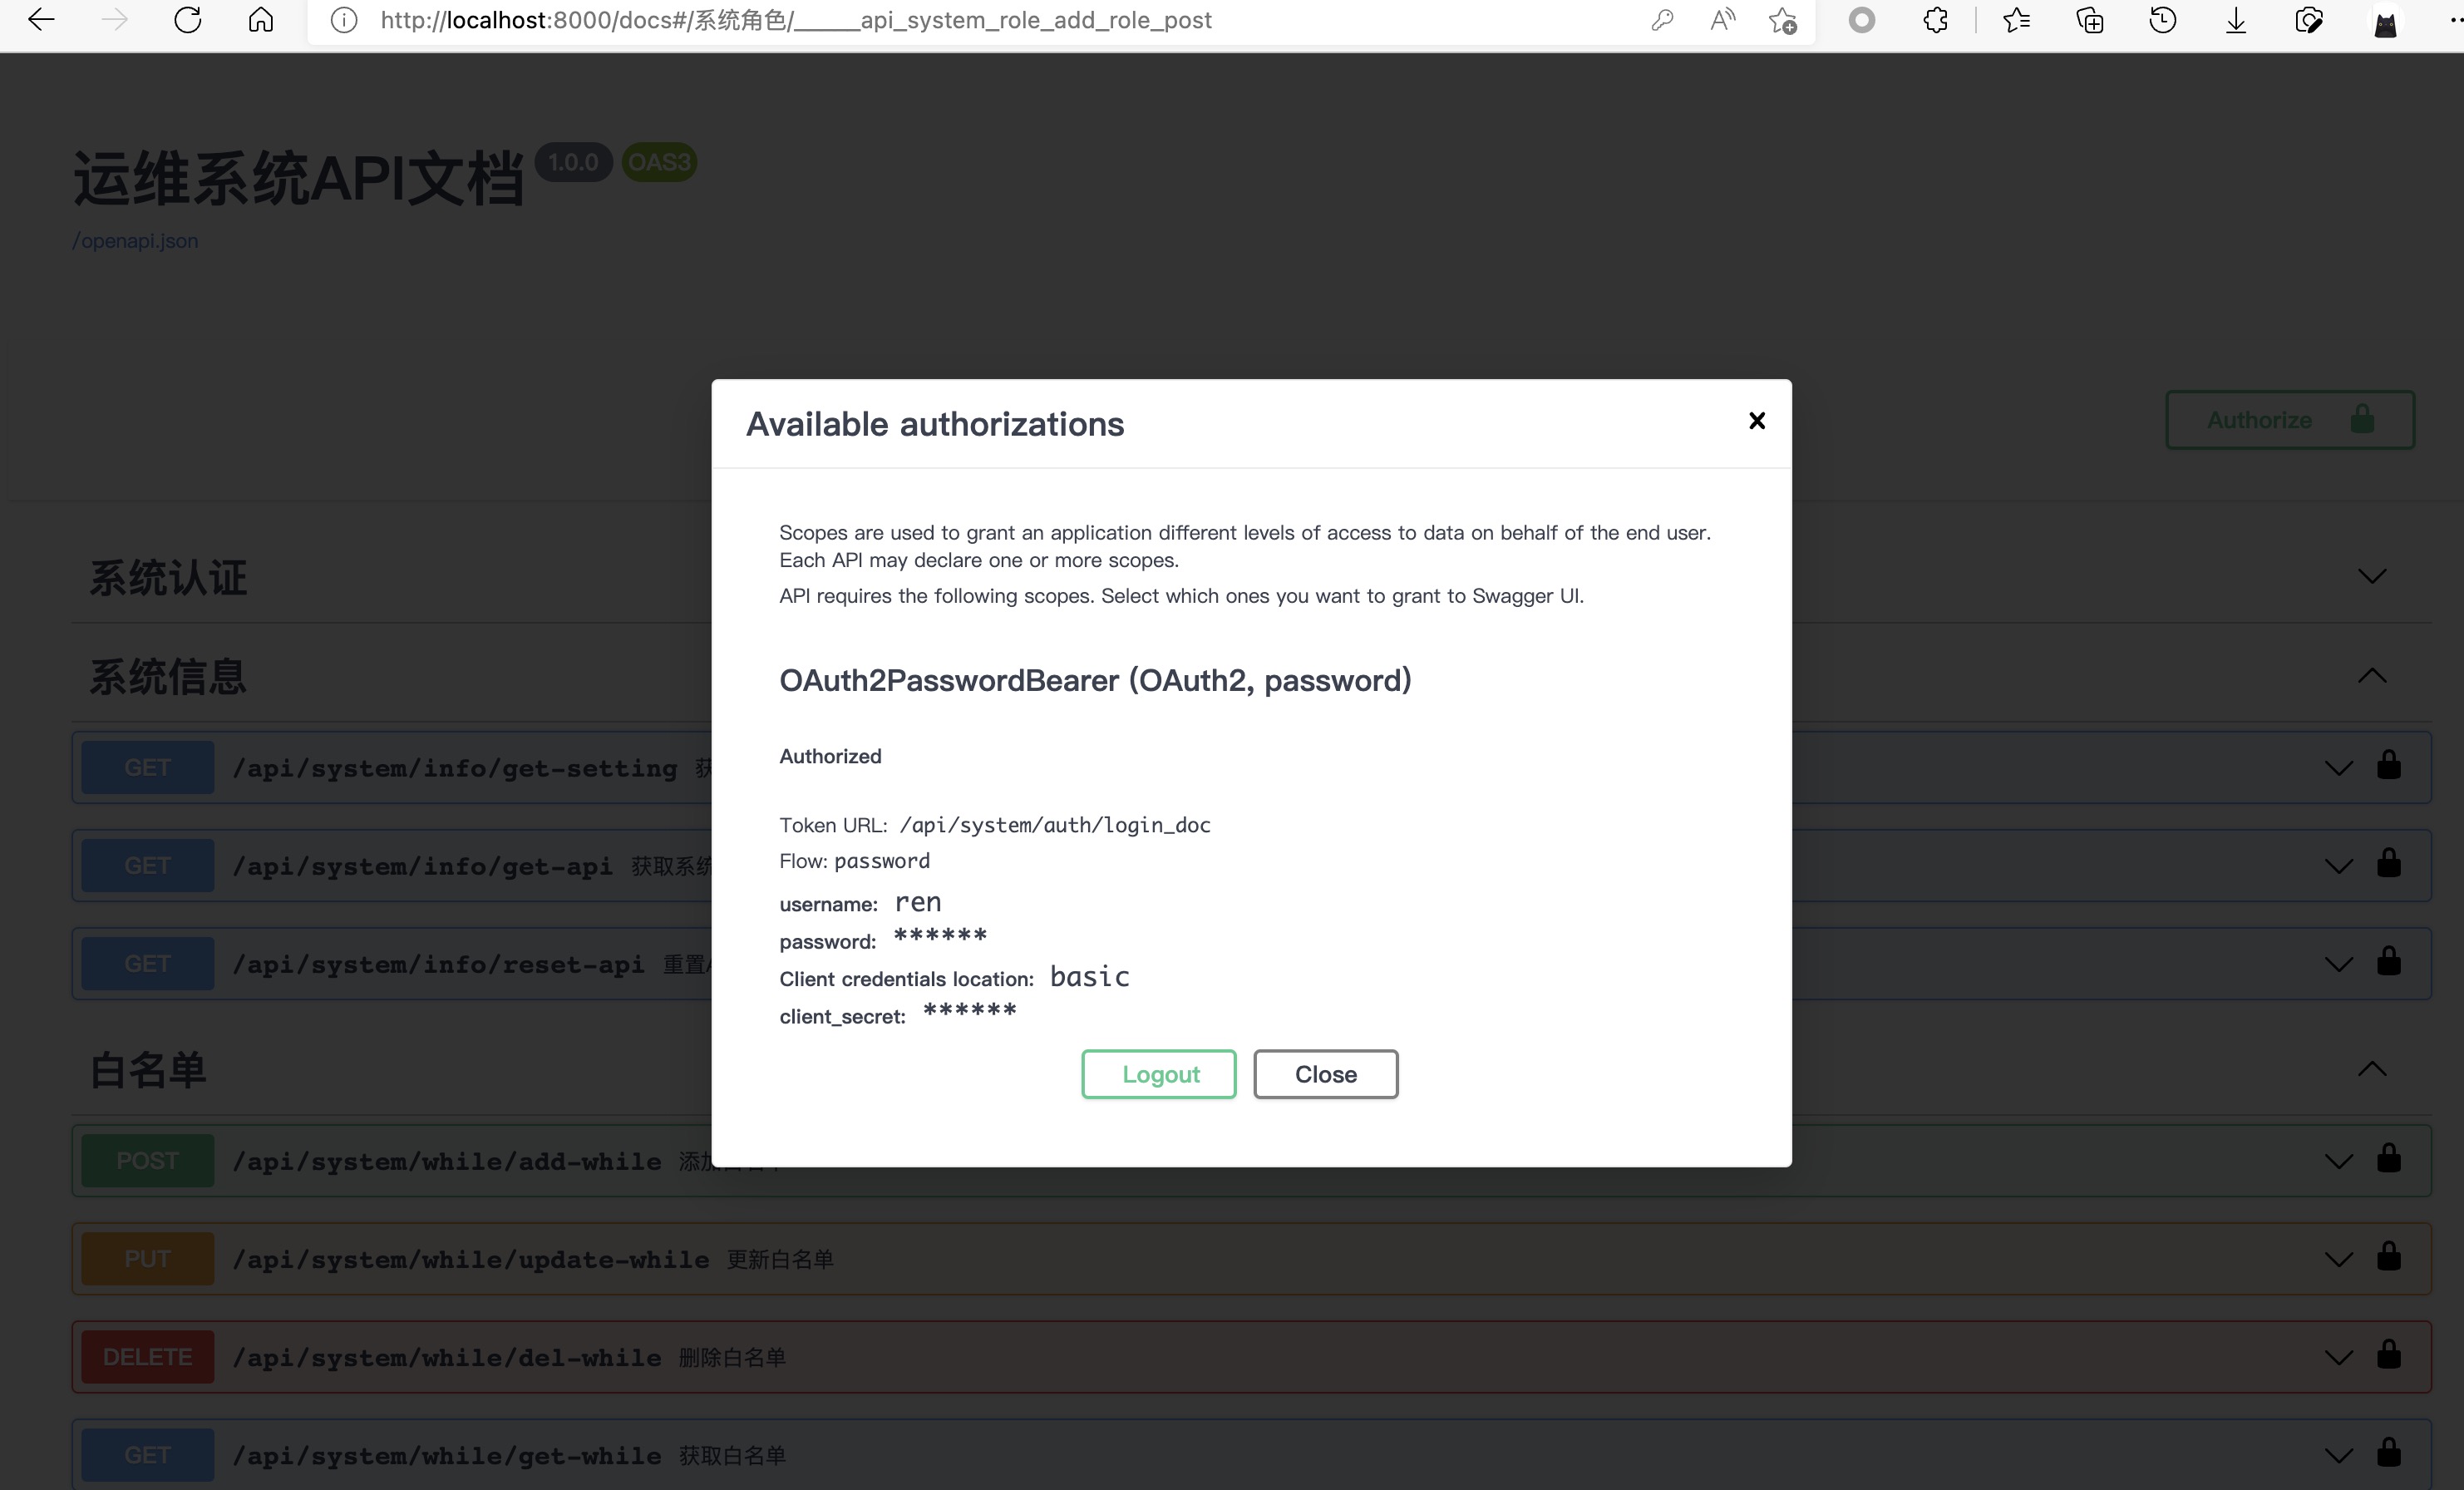 http://localhost:8000/docs#/系统角色/______api_system_role_add_role_post
运维系统API文档 1.0.0 OAS3
/openapi.json
Authorize
Available authorizations
Scopes are used to grant an application different levels of access to data on behalf of the end user.
Each API may declare one or more scopes.
API requires the following scopes. Select which ones you want to grant to Swagger UI.
OAuth2PasswordBearer (OAuth2, password)
Authorized
Token URL: /api/system/auth/login_doc
Flow: password
username: ren
password: ******
Client credentials location: basic
client_secret: ******
Logout Close
系统认证
系统信息
GET /api/system/info/get-setting 获
GET /api/system/info/get-api 获取系统
GET /api/system/info/reset-api 重置
白名单
POST /api/system/while/add-while 添加
PUT /api/system/while/update-while 更新白名单
DELETE /api/system/while/del-while 删除白名单
GET /api/system/while/get-while 获取白名单